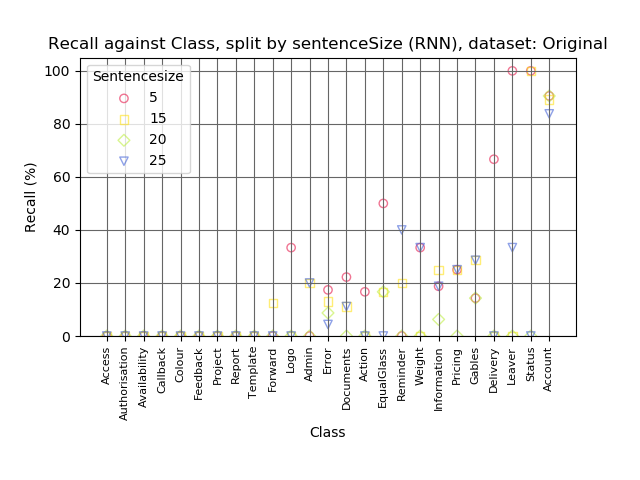 Recall against Class, split by sentenceSize (RNN), dataset: Original
Recall (%)
100
80
60
40
20
0
Sentencesize
5
15
20
25
Access
Authorisation
Availability
Callback
Colour
Feedback
Project
Report
Template
Forward
Logo
Admin
Error
Documents
Action
EqualGlass
Reminder
Weight
Information
Pricing
Gables
Delivery
Leaver
Status
Account
Class